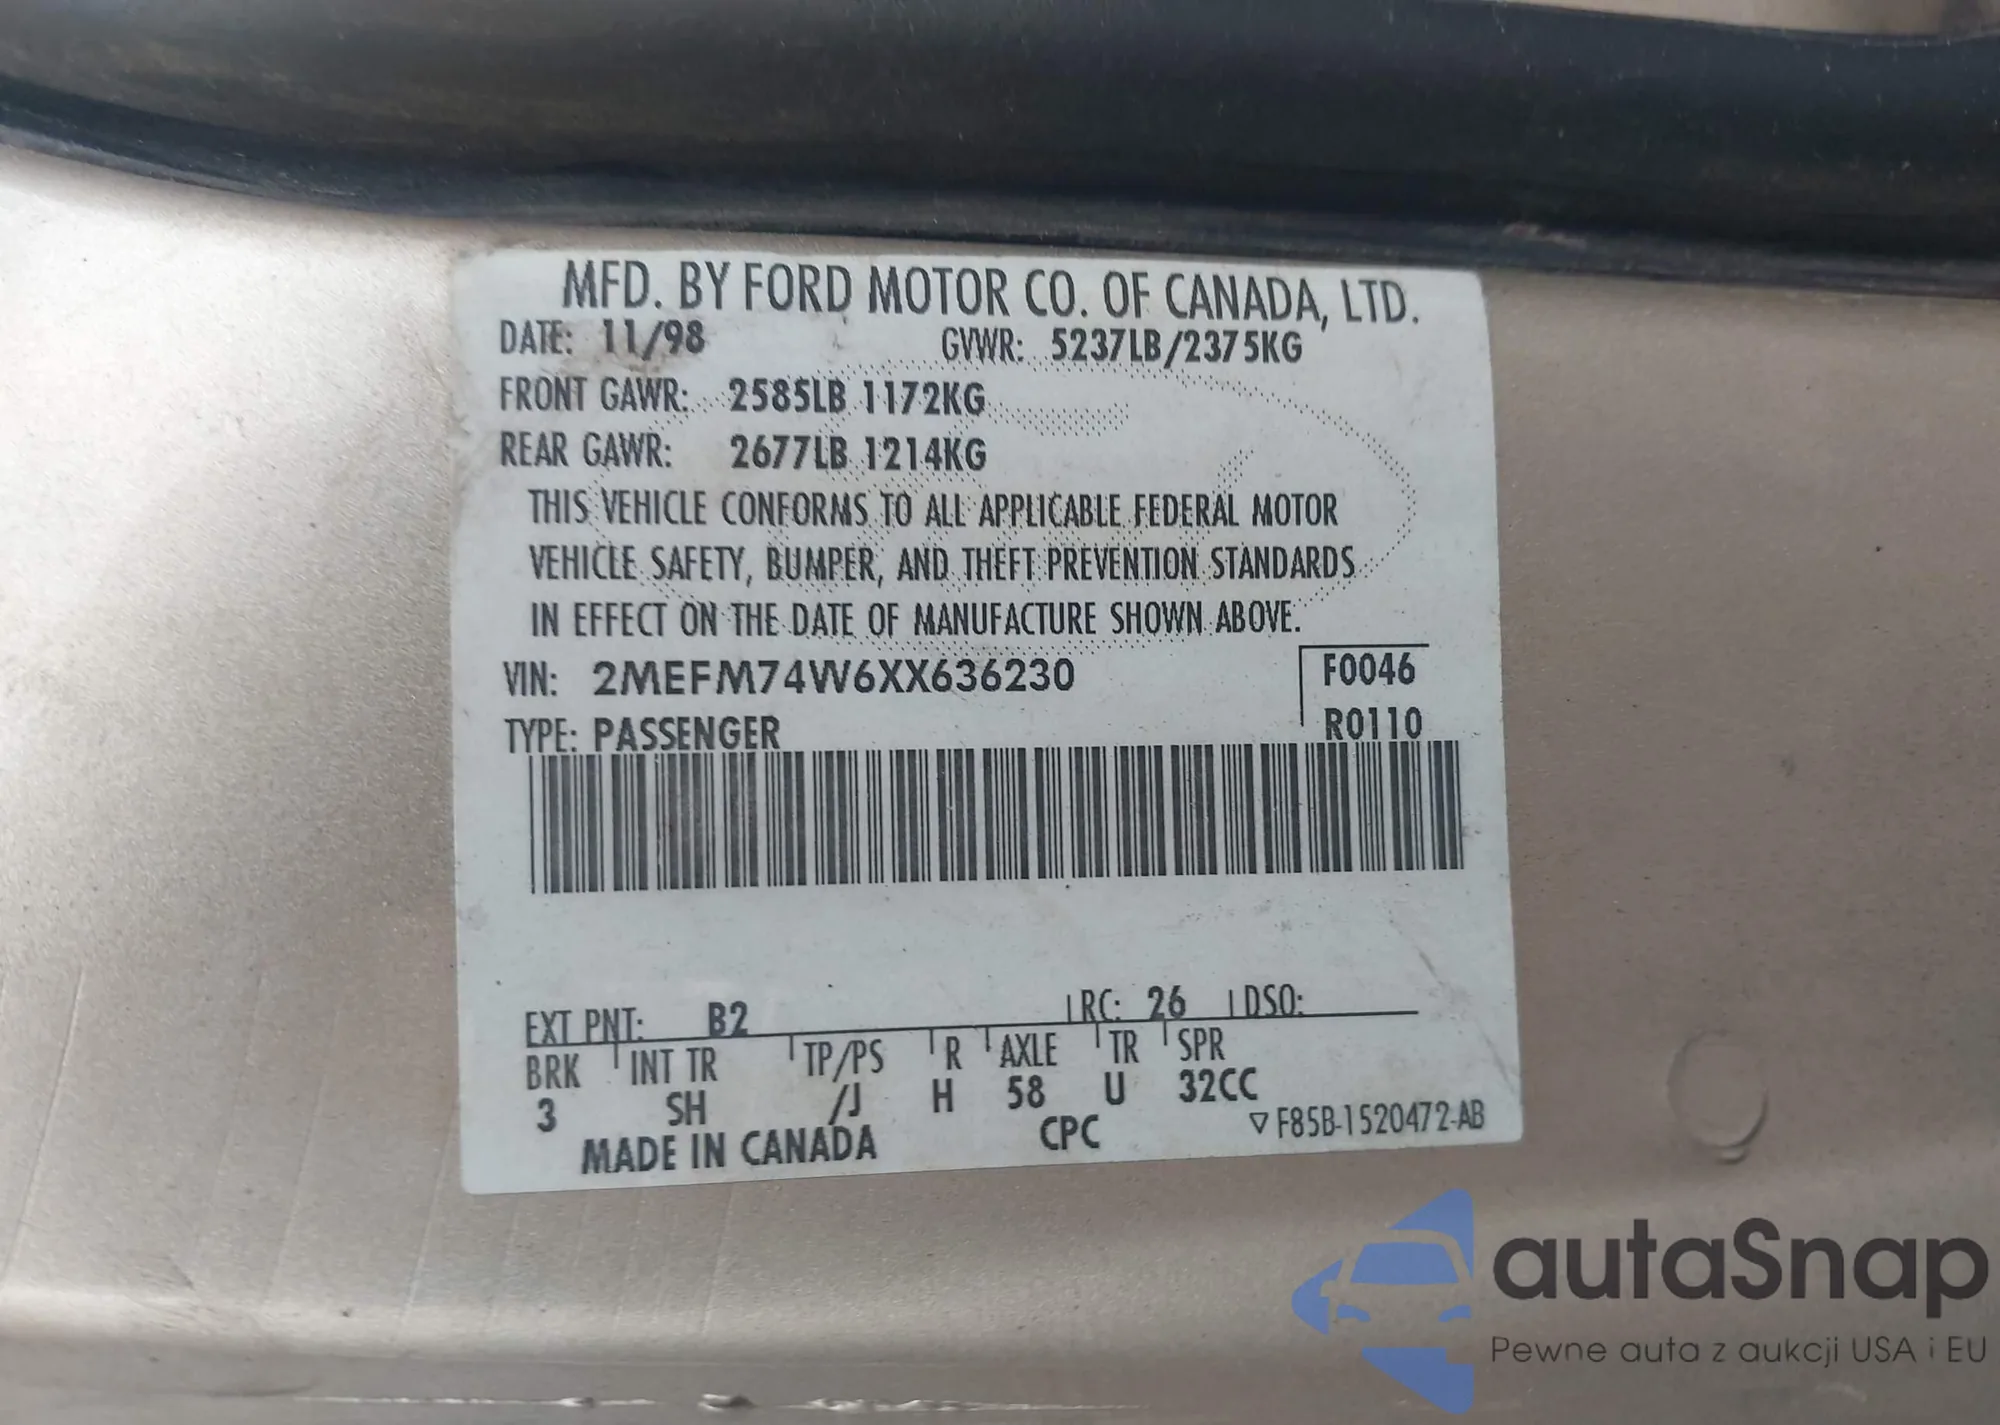 MFD. BY FORD MOTOR CO. OF CANADA, LTD.
DATE: 11/98 GVWR: 5237LB/2375KG
FRONT GAWR: 2585LB 1172KG
REAR GAWR: 2677LB 1214KG
THIS VEHICLE CONFORMS TO ALL APPLICABLE FEDERAL MOTOR
VEHICLE SAFETY, BUMPER, AND THEFT PREVENTION STANDARDS
IN EFFECT ON THE DATE OF MANUFACTURE SHOWN ABOVE.
VIN: 2MEFM74W6XX636230 F0046
TYPE: PASSENGER R0110
EXT PNT: B2 RC: 26 DSO:
BRK INT TR TP/PS R AXLE TR SPR
3 SH /J H 58 U 32CC
MADE IN CANADA CPC ▽F85B-1520472-AB
autaSnap
Pewne auta z aukcji USA i EU